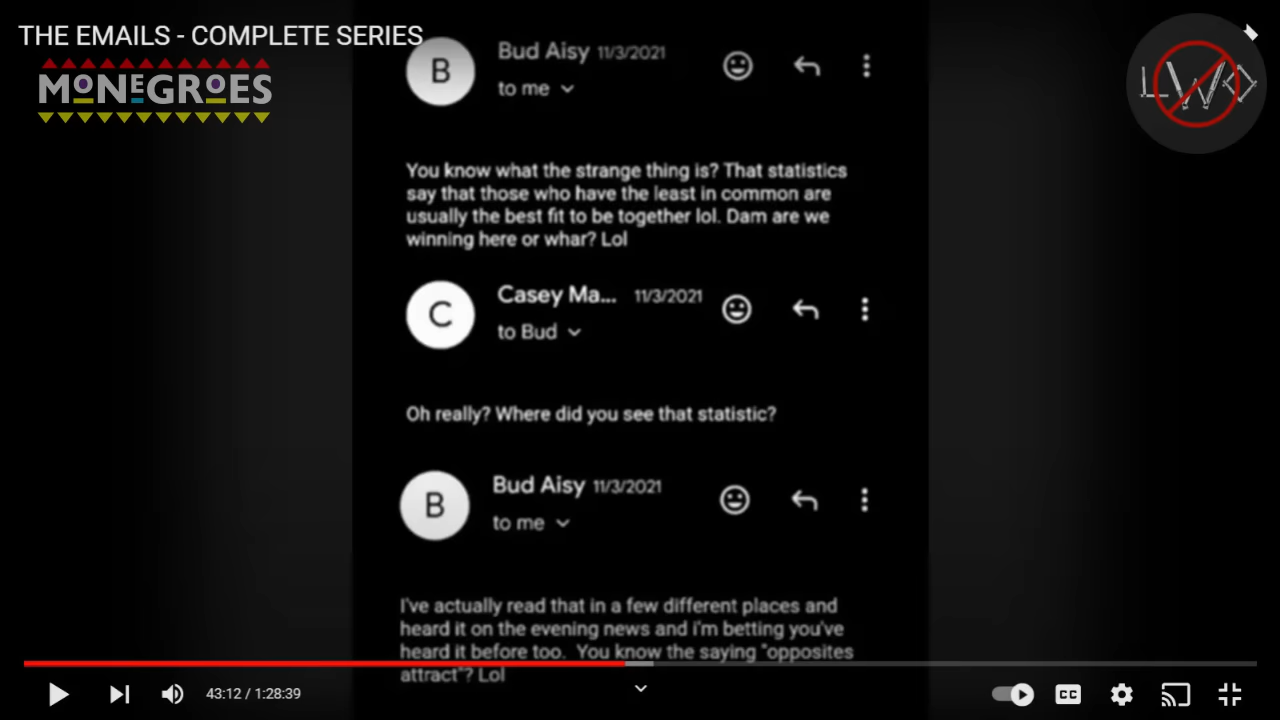 THE EMAILS - COMPLETE SERIES
MONEGROES
LWD
B
Bud Aisy 11/3/2021
to me
You know what the strange thing is? That statistics
say that those who have the least in common are
usually the best fit to be together lol. Dam are we
winning here or whar? Lol
C
Casey Ma... 11/3/2021
to Bud
Oh really? Where did you see that statistic?
B
Bud Aisy 11/3/2021
to me
I've actually read that in a few different places and
heard it on the evening news and i'm betting you've
heard it before too. You know the saying "opposites
attract"? Lol
43:12 / 1:28:39
CC